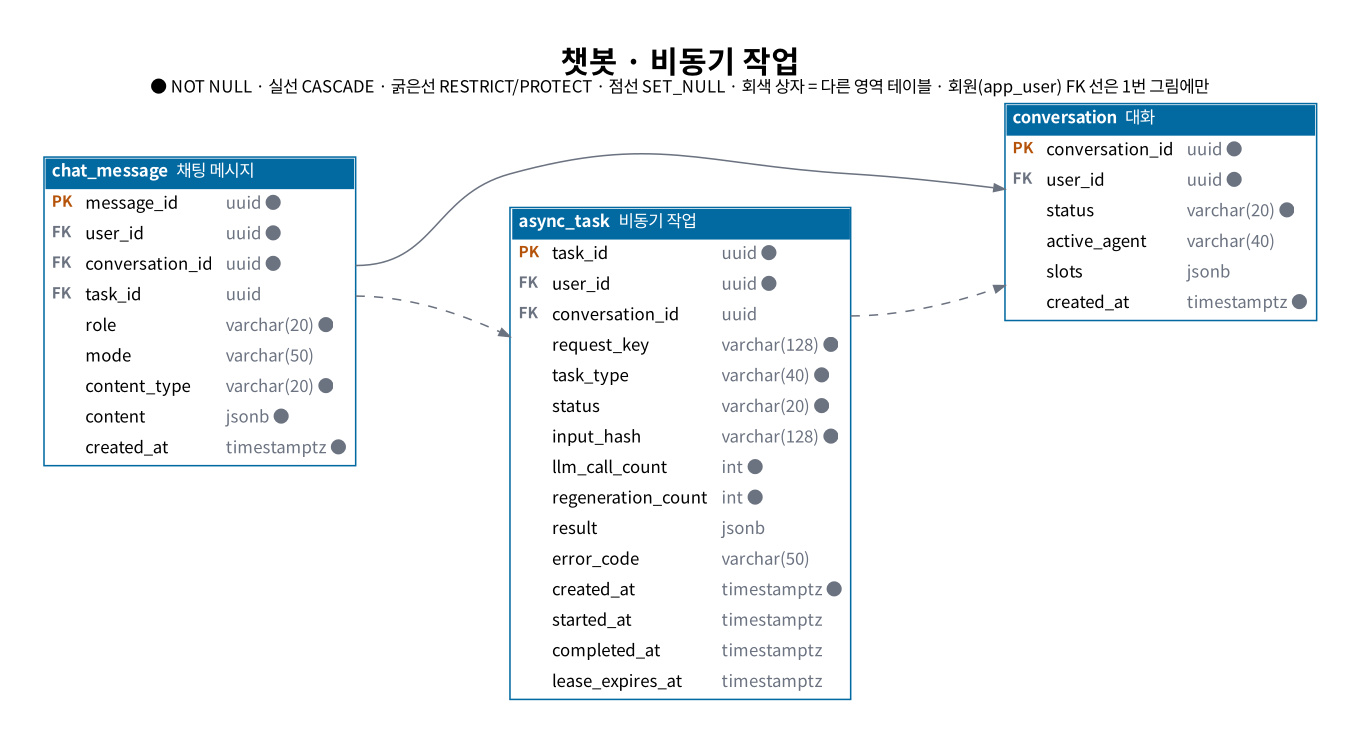 챗봇 · 비동기 작업
● NOT NULL · 실선 CASCADE · 굵은선 RESTRICT/PROTECT · 점선 SET_NULL · 회색 상자 = 다른 영역 테이블 · 회원(app_user) FK 선은 1번 그림에만
chat_message 채팅 메시지
PK message_id uuid ●
FK user_id uuid ●
FK conversation_id uuid ●
FK task_id uuid
role varchar(20) ●
mode varchar(50)
content_type varchar(20) ●
content jsonb ●
created_at timestamptz ●
async_task 비동기 작업
PK task_id uuid ●
FK user_id uuid ●
FK conversation_id uuid
request_key varchar(128) ●
task_type varchar(40) ●
status varchar(20) ●
input_hash varchar(128) ●
llm_call_count int ●
regeneration_count int ●
result jsonb
error_code varchar(50)
created_at timestamptz ●
started_at timestamptz
completed_at timestamptz
lease_expires_at timestamptz
conversation 대화
PK conversation_id uuid ●
FK user_id uuid ●
status varchar(20) ●
active_agent varchar(40)
slots jsonb
created_at timestamptz ●